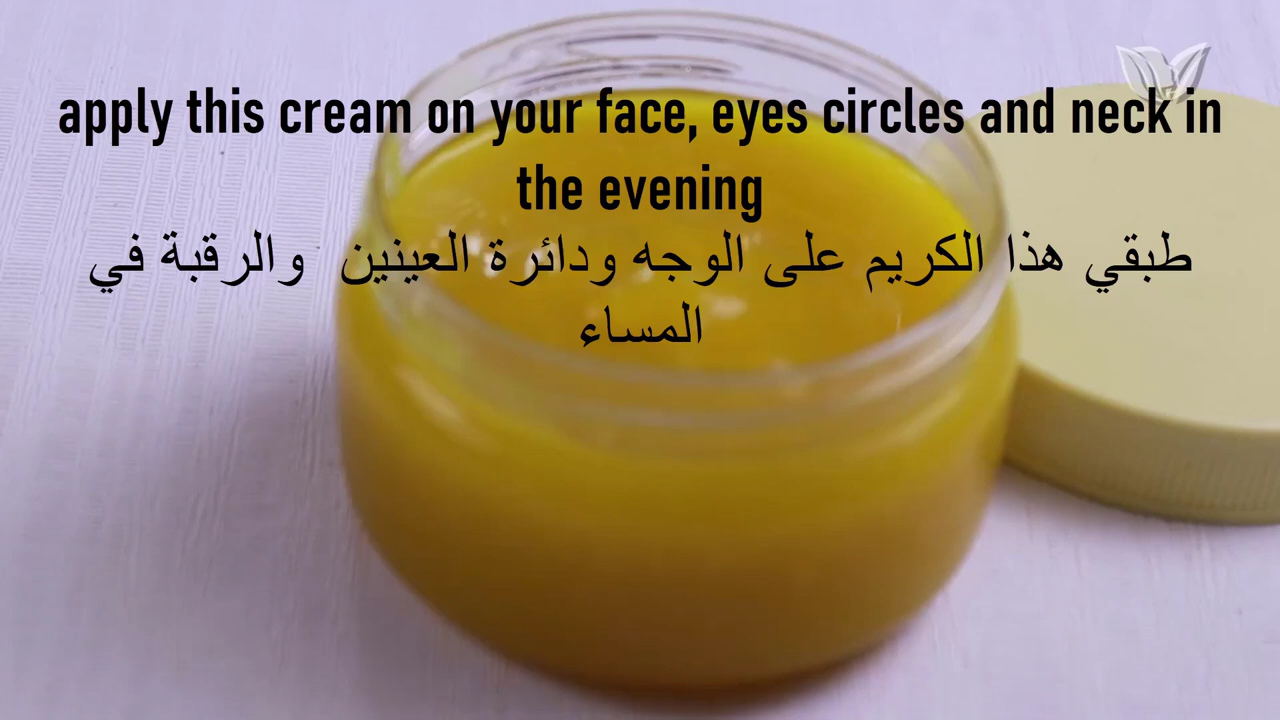 apply this cream on your face, eyes circles and neck in
the evening
طبقي هذا الكريم على الوجه ودائرة العينين والرقبة في
المساء